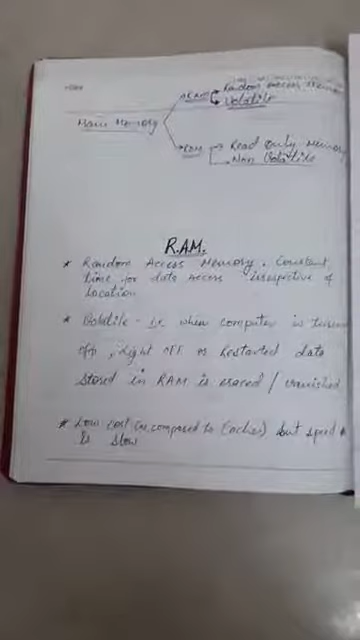 RAM → Random Access Memory
→ Volatile
Main Memory
ROM → Read Only Memory
→ Non Volatile
R.A.M.
* Random Access Memory, Constant
time for data access irrespective of
location
* Volatile - i.e. when computer is turned
off, Light off or Restarted data
stored in RAM is erased / vanished
* Low cost (as compared to Caches) but speed
is slow